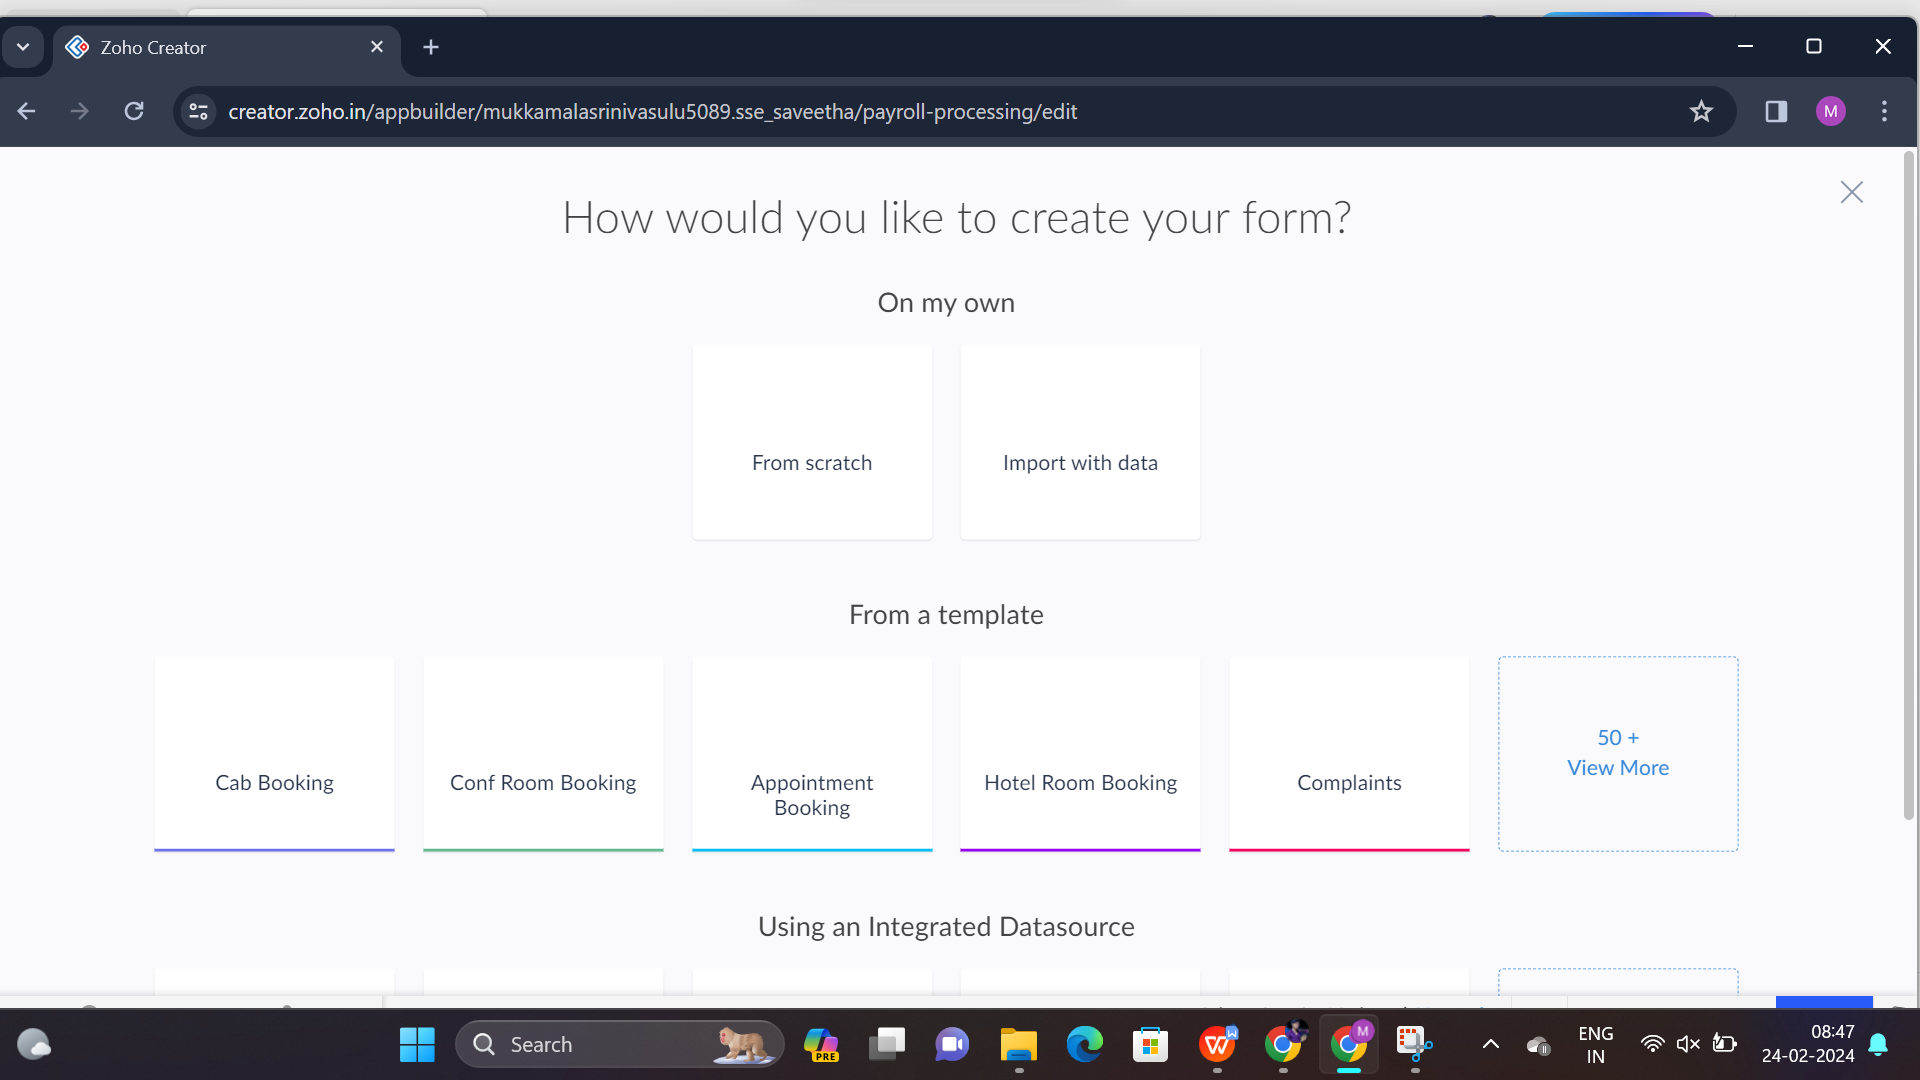 Zoho Creator
creator.zoho.in/appbuilder/mukkamalasrinivasulu5089.sse_saveetha/payroll-processing/edit
M
How would you like to create your form?
On my own
From scratch
Import with data
From a template
Cab Booking
Conf Room Booking
Appointment
Booking
Hotel Room Booking
Complaints
50 +
View More
Using an Integrated Datasource
Search
PRE
W
M
ENG
IN
08:47
24-02-2024